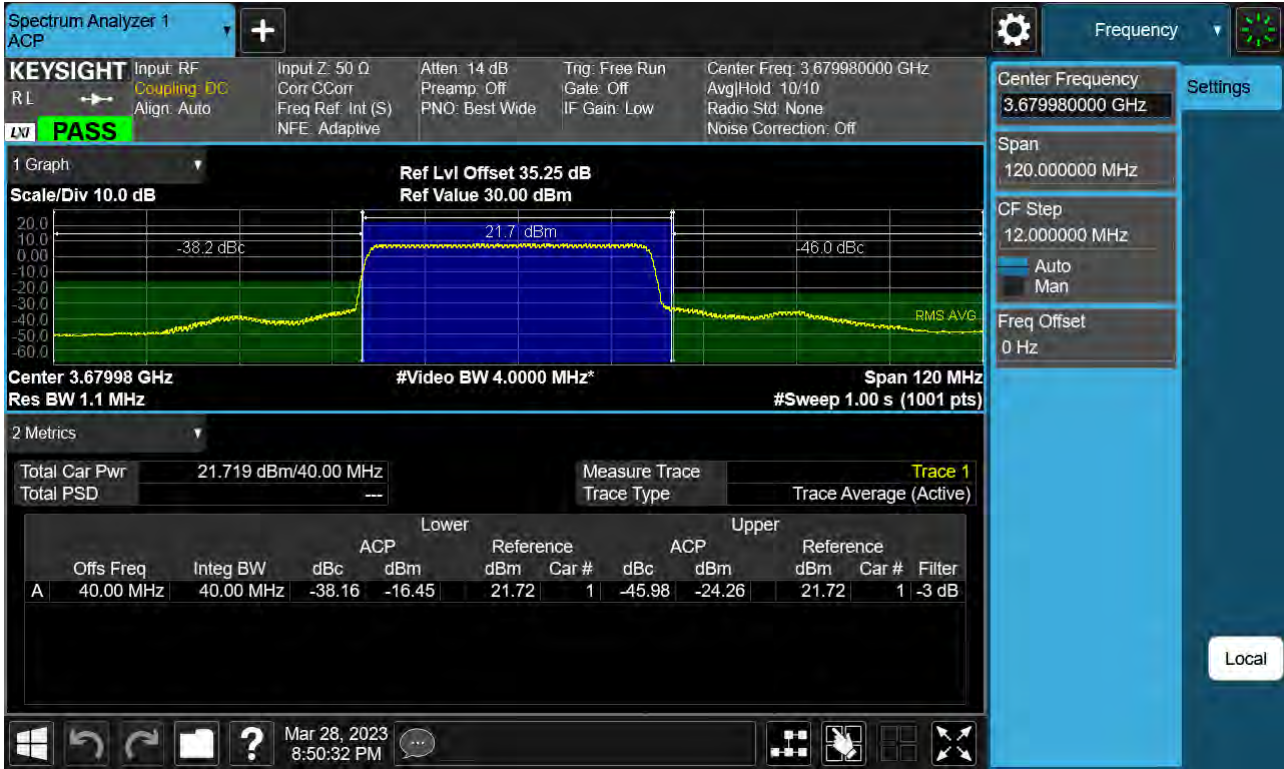 Spectrum Analyzer 1
ACP
Frequency
KEYSIGHT
R L
LXI
PASS
Input: RF
Coupling: DC
Align: Auto
Input Z: 50 Ω
Corr CCorr
Freq Ref: Int (S)
NFE: Adaptive
Atten: 14 dB
Preamp: Off
PNO: Best Wide
Trig: Free Run
Gate: Off
IF Gain: Low
Center Freq: 3.679980000 GHz
Avg|Hold: 10/10
Radio Std: None
Noise Correction: Off
Center Frequency
3.679980000 GHz
Settings
Span
120.000000 MHz
CF Step
12.000000 MHz
Auto
Man
Freq Offset
0 Hz
Local
1 Graph
Scale/Div 10.0 dB
Ref Lvl Offset 35.25 dB
Ref Value 30.00 dBm
20.0
10.0
0.00
-10.0
-20.0
-30.0
-40.0
-50.0
-60.0
-38.2 dBc
21.7 dBm
-46.0 dBc
RMS AVG
Center 3.67998 GHz
#Video BW 4.0000 MHz*
Span 120 MHz
Res BW 1.1 MHz
#Sweep 1.00 s (1001 pts)
2 Metrics
Total Car Pwr 21.719 dBm/40.00 MHz
Total PSD ---
Measure Trace Trace 1
Trace Type Trace Average (Active)
Lower Upper
ACP Reference ACP Reference
Offs Freq Integ BW dBc dBm dBm Car # dBc dBm dBm Car # Filter
A 40.00 MHz 40.00 MHz -38.16 -16.45 21.72 1 -45.98 -24.26 21.72 1 -3 dB
?
Mar 28, 2023
8:50:32 PM